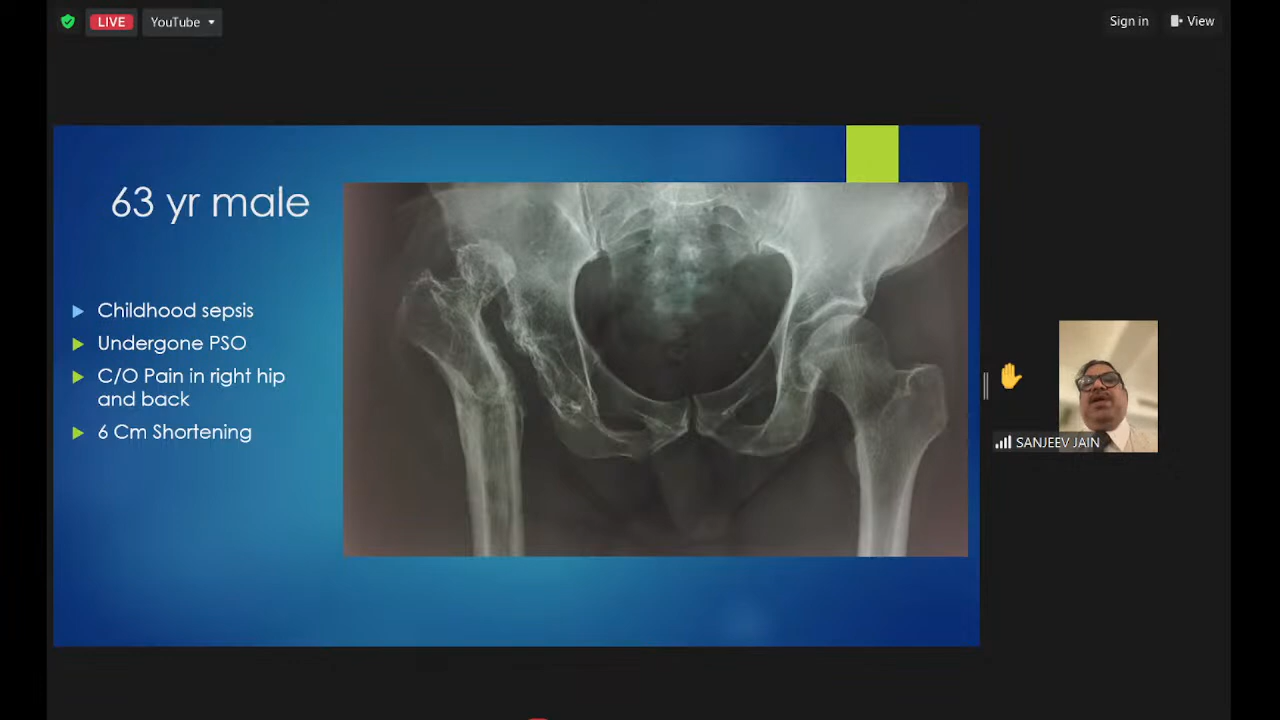 LIVE
YouTube
Sign in
View
63 yr male
Childhood sepsis
Undergone PSO
C/O Pain in right hip
and back
6 Cm Shortening
SANJEEV JAIN